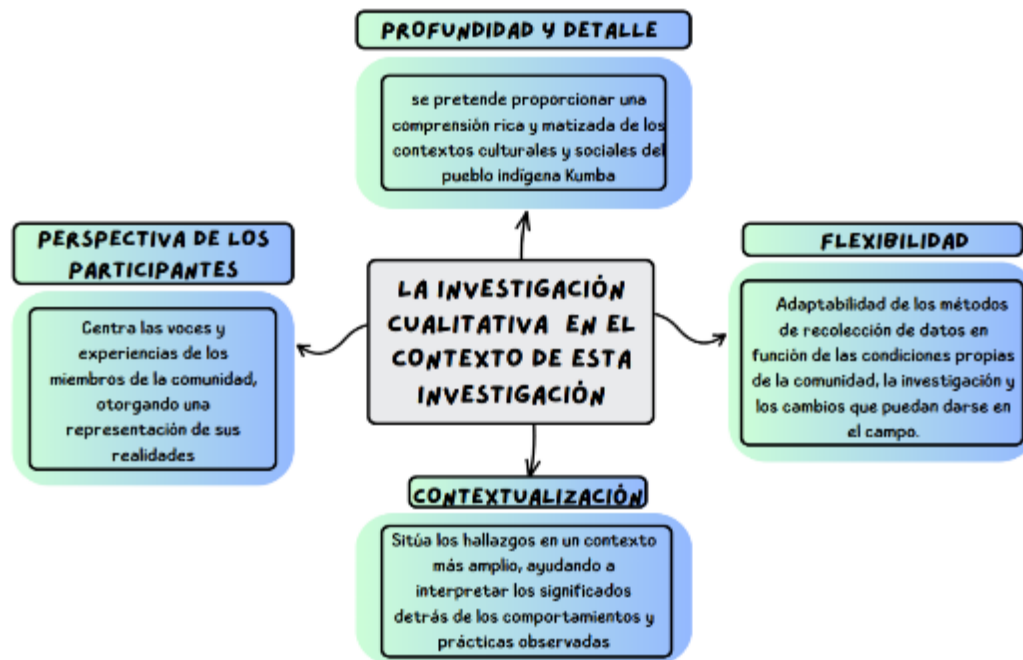 PROFUNDIDAD Y DETALLE
se pretende proporcionar una
comprensión rica y matizada de los
contextos culturales y sociales del
pueblo indígena Kumba
PERSPECTIVA DE LOS
PARTICIPANTES
Centra las voces y
experiencias de los
miembros de la comunidad,
otorgando una
representación de sus
realidades
LA INVESTIGACIÓN
CUALITATIVA EN EL
CONTEXTO DE ESTA
INVESTIGACIÓN
FLEXIBILIDAD
Adaptabilidad de los métodos
de recolección de datos en
función de las condiciones propias
de la comunidad, la investigación y
los cambios que puedan darse en
el campo.
CONTEXTUALIZACIÓN
Sitúa los hallazgos en un contexto
más amplio, ayudando a
interpretar los significados
detrás de los comportamientos y
prácticas observadas